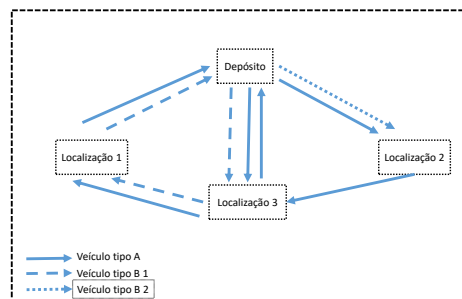 Depósito
Localização 1
Localização 2
Localização 3
Veículo tipo A
Veículo tipo B 1
Veículo tipo B 2